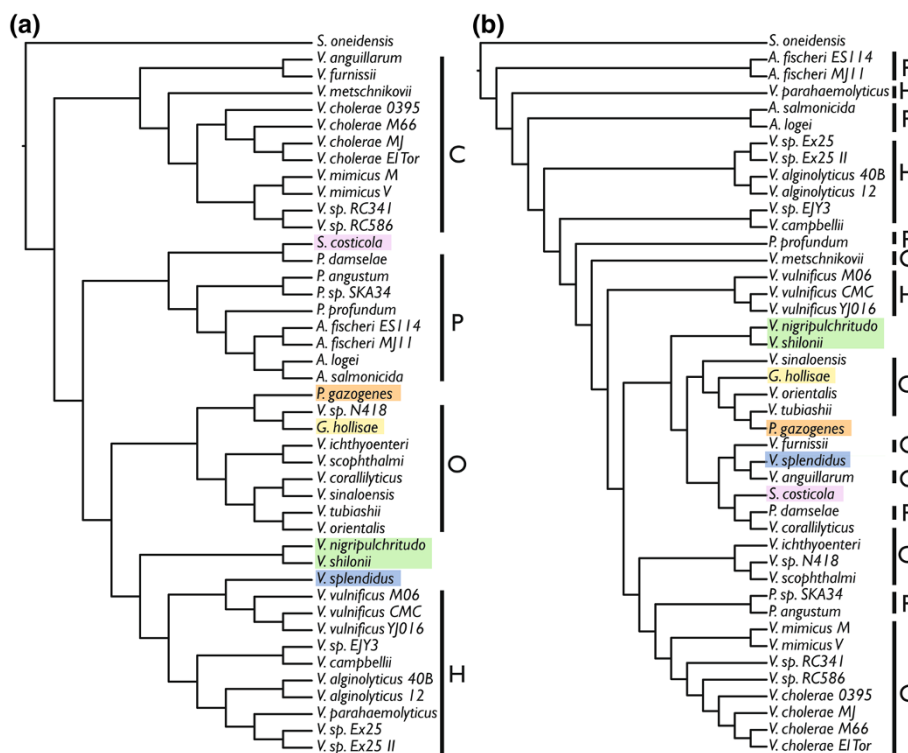 (a)
S. oneidensis
V. anguillarum
V. furnissii
V. metschnikovii
V. cholerae 0395
V. cholerae M66
V. cholerae MJ
V. cholerae ElTor
C
V. mimicus M
V. mimicus V
V. sp. RC341
V. sp. RC586
S. costicola
P. damselae
P. angustum
P. sp. SKA34
P. profundum
P
A. fischeri ES114
A. fischeri MJ11
A. logei
A. salmonicida
P. gazogenes
V. sp. N418
G. hollisae
V. ichthyoenteri
V. scophthalmi
O
V. corallilyticus
V. sinaloensis
V. tubiashii
V. orientalis
V. nigripulchritudo
V. shilonii
V. splendidus
V. vulnificus M06
V. vulnificus CMC
V. vulnificus YJ016
V. sp. EJY3
V. campbellii
H
V. alginolyticus 40B
V. alginolyticus 12
V. parahaemolyticus
V. sp. Ex25
V. sp. Ex25 II
(b)
S. oneidensis
A. fischeri ES114
A. fischeri MJ11
V. parahaemolyticus
H
A. salmonicida
A. logei
V. sp. Ex25
V. sp. Ex25 II
V. alginolyticus 40B
H
V. alginolyticus 12
V. sp. EJY3
V. campbellii
P. profundum
V. metschnikovii
V. vulnificus M06
V. vulnificus CMC
H
V. vulnificus YJ016
V. nigripulchritudo
V. shilonii
V. sinaloensis
G. hollisae
V. orientalis
V. tubiashii
P. gazogenes
V. furnissii
V. splendidus
V. anguillarum
S. costicola
P. damselae
V. corallilyticus
V. ichthyoenteri
V. sp. N418
V. scophthalmi
P. sp. SKA34
P. angustum
V. mimicus M
V. mimicus V
V. sp. RC341
V. sp. RC586
V. cholerae 0395
V. cholerae MJ
V. cholerae M66
V. cholerae ElTor